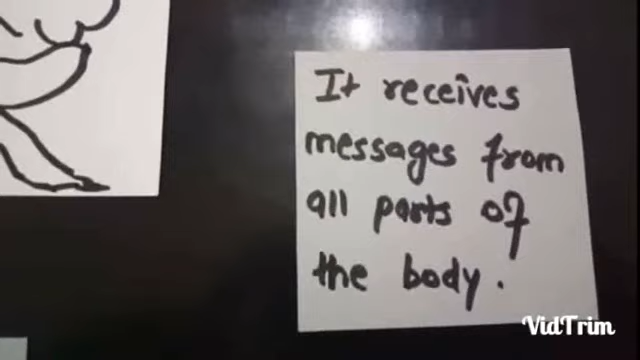 It receives
messages from
all parts of
the body.
VidTrim